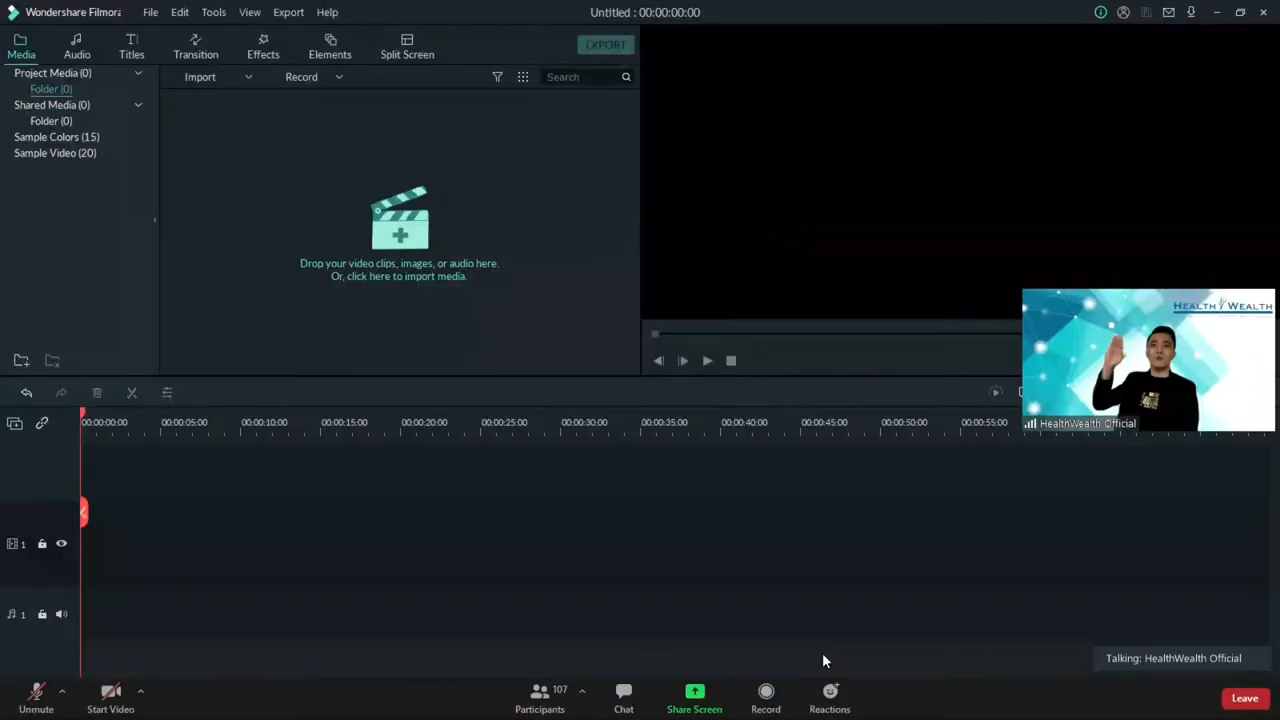 Wondershare Filmora
File
Edit
Tools
View
Export
Help
Untitled : 00:00:00:00
Media
Audio
Titles
Transition
Effects
Elements
Split Screen
EXPORT
Project Media (0)
Folder (0)
Shared Media (0)
Folder (0)
Sample Colors (15)
Sample Video (20)
Import
Record
Search
Drop your video clips, images, or audio here.
Or, click here to import media.
HEALTH WEALTH
HealthWealth Official
00:00:00:00
00:00:05:00
00:00:10:00
00:00:15:00
00:00:20:00
00:00:25:00
00:00:30:00
00:00:35:00
00:00:40:00
00:00:45:00
00:00:50:00
00:00:55:00
1
1
Talking: HealthWealth Official
Unmute
Start Video
107
Participants
Chat
Share Screen
Record
Reactions
Leave